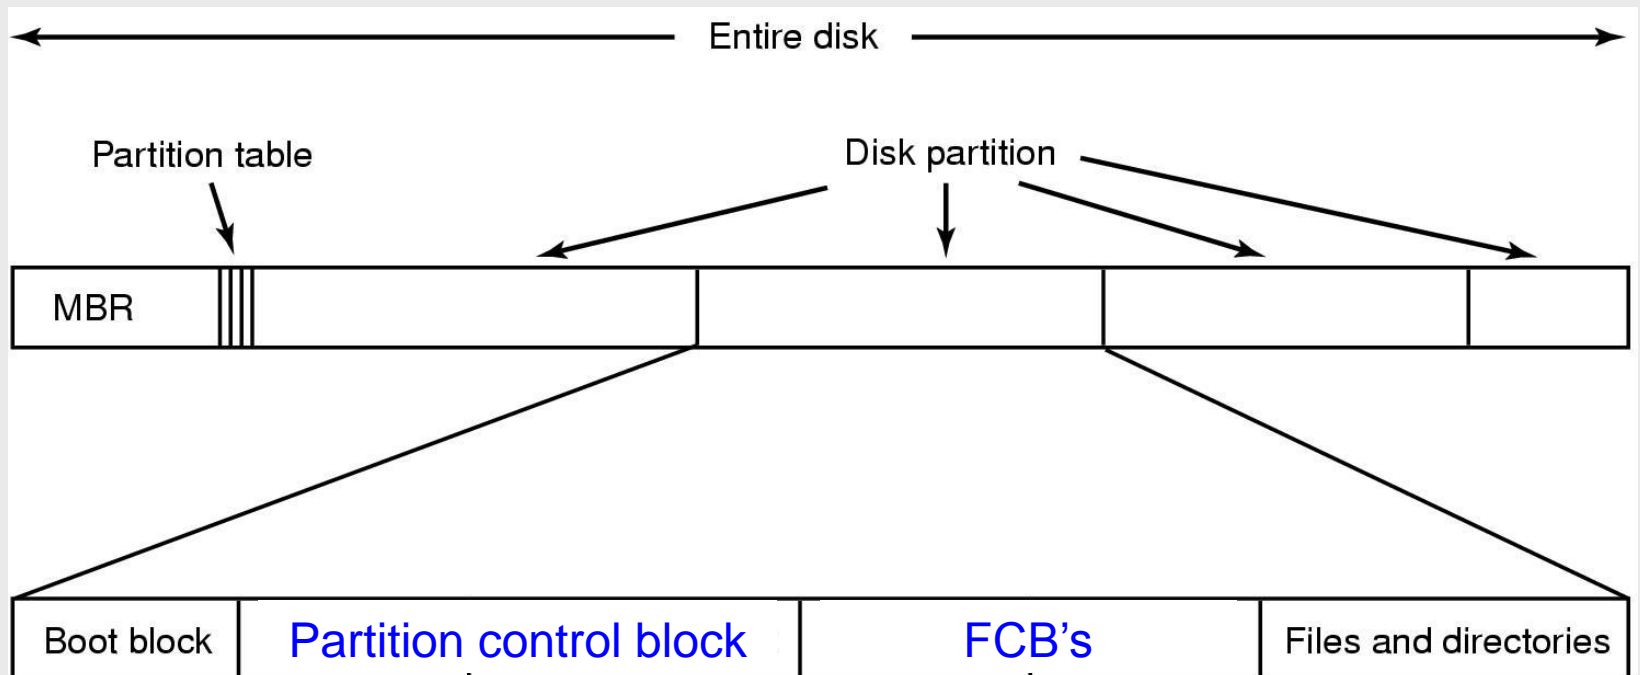 Entire disk
Partition table
Disk partition
MBR
Boot block
Partition control block
FCB’s
Files and directories